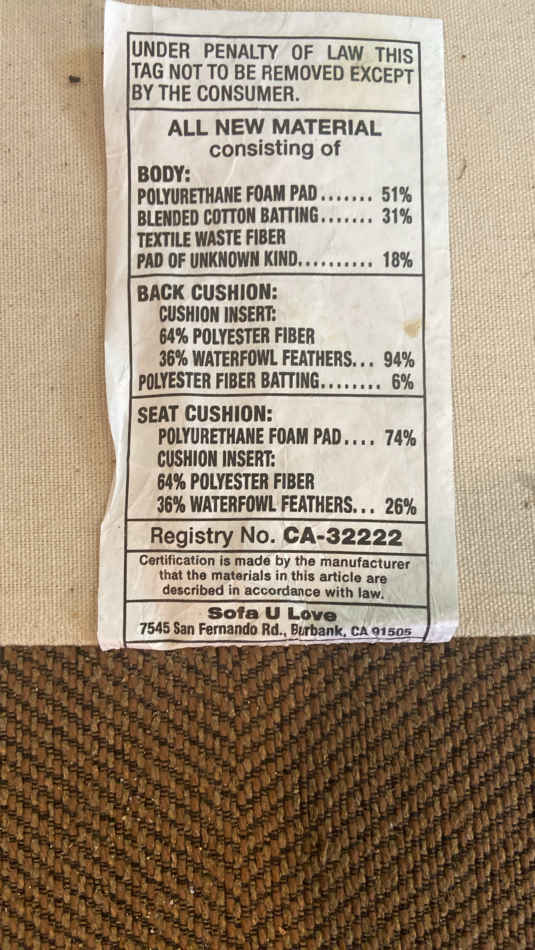 UNDER PENALTY OF LAW THIS
TAG NOT TO BE REMOVED EXCEPT
BY THE CONSUMER.
ALL NEW MATERIAL
consisting of
BODY:
POLYURETHANE FOAM PAD....... 51%
BLENDED COTTON BATTING....... 31%
TEXTILE WASTE FIBER
PAD OF UNKNOWN KIND.......... 18%
BACK CUSHION:
CUSHION INSERT:
64% POLYESTER FIBER
36% WATERFOWL FEATHERS... 94%
POLYESTER FIBER BATTING........ 6%
SEAT CUSHION:
POLYURETHANE FOAM PAD.... 74%
CUSHION INSERT:
64% POLYESTER FIBER
36% WATERFOWL FEATHERS... 26%
Registry No. CA-32222
Certification is made by the manufacturer
that the materials in this article are
described in accordance with law.
Sofa U Love
7545 San Fernando Rd., Burbank, CA 91505